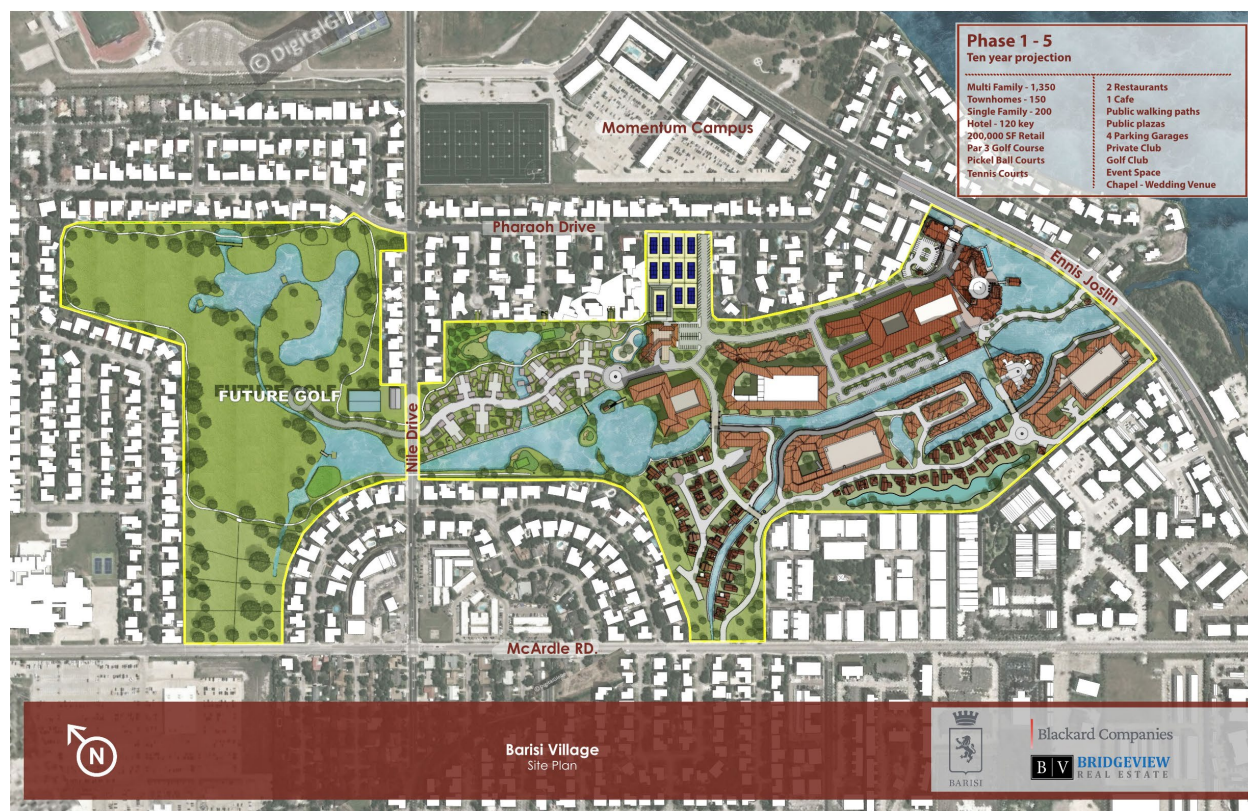 © DigitalGl
Phase 1 - 5
Ten year projection
Multi Family - 1,350
Townhomes - 150
Single Family - 200
Hotel - 120 key
200,000 SF Retail
Par 3 Golf Course
Pickel Ball Courts
Tennis Courts
2 Restaurants
1 Cafe
Public walking paths
Public plazas
4 Parking Garages
Private Club
Golf Club
Event Space
Chapel - Wedding Venue
Momentum Campus
Pharaoh Drive
Ennis Joslin
FUTURE GOLF
Nile Drive
McArdle RD.
N
Barisi Village
Site Plan
BARISI
Blackard Companies
B V BRIDGEVIEW
REAL ESTATE